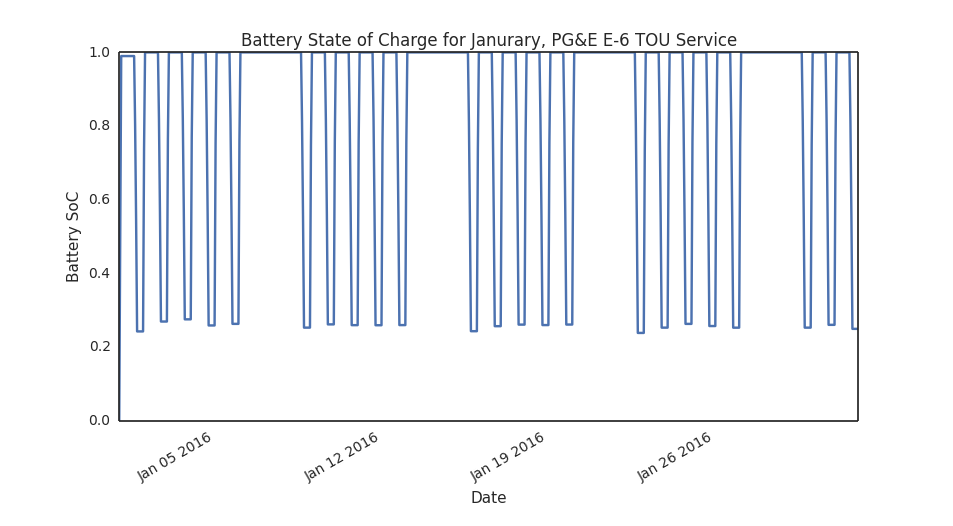 Battery State of Charge for Janurary, PG&E E-6 TOU Service
1.0
0.8
0.6
0.4
0.2
0.0
Battery SoC
Jan 05 2016
Jan 12 2016
Jan 19 2016
Jan 26 2016
Date